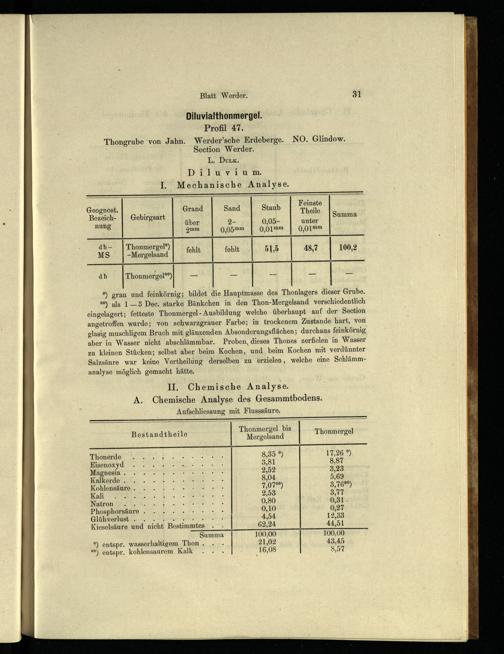 Blatt Werder. 31
Diluvialthonmergel.
Profil 47.
Thongrube von Jahn. Werder'sche Erdeberge. NO. Glindow.
Section Werder.
L. Dulk.
Diluvium.
I. Mechanische Analyse.
Geognost. Bezeich-nung | Gebirgsart | Grand über 2mm | Sand 2-0,05mm | Staub 0,05-0,01mm | Feinste Theile unter 0,01mm | Summa
dh-MS | Thonmergel*)-Mergelsand | fehlt | fehlt | 51,5 | 48,7 | 100,2
dh | Thonmergel**) | — | — | — | — | —
*) grau und feinkörnig; bildet die Hauptmasse des Thonlagers dieser Grube.
**) als 1—3 Dec. starke Bänkchen in den Thon-Mergelsand verschiedentlich
eingelagert; fetteste Thonmergel-Ausbildung welche überhaupt auf der Section
angetroffen wurde; von schwarzgrauer Farbe; in trockenem Zustande hart, von
glasig muschligem Bruch mit glänzenden Absonderungsflächen; durchaus feinkörnig
aber in Wasser nicht abschlämmbar. Proben, dieses Thones zerfielen in Wasser
zu kleinen Stücken; selbst aber beim Kochen, und beim Kochen mit verdünnter
Salzsäure war keine Vertheilung derselben zu erzielen, welche eine Schlämm-
analyse möglich gemacht hätte.
II. Chemische Analyse.
A. Chemische Analyse des Gesammtbodens.
Aufschliessung mit Flusssäure.
Bestandtheile | Thonmergel bis Mergelsand | Thonmergel
Thonerde . . . . . . . . . 8,35 *) 17,26 *)
Eisenoxyd . . . . . . . . . 3,81 8,87
Magnesia . . . . . . . . . 2,52 3,23
Kalkerde . . . . . . . . . 8,04 5,69
Kohlensäure . . . . . . . . 7,07**) 3,76**)
Kali . . . . . . . . . 2,53 3,77
Natron . . . . . . . . . 0,80 0,31
Phosphorsäure . . . . . . . 0,10 0,27
Glühverlust . . . . . . . . 4,54 12,33
Kieselsäure und nicht Bestimmtes . . 62,24 44,51
Summa 100,00 100,00
*) entspr. wasserhaltigem Thon . . . 21,02 43,45
**) entspr. kohlensaurem Kalk . . . 16,08 8,57